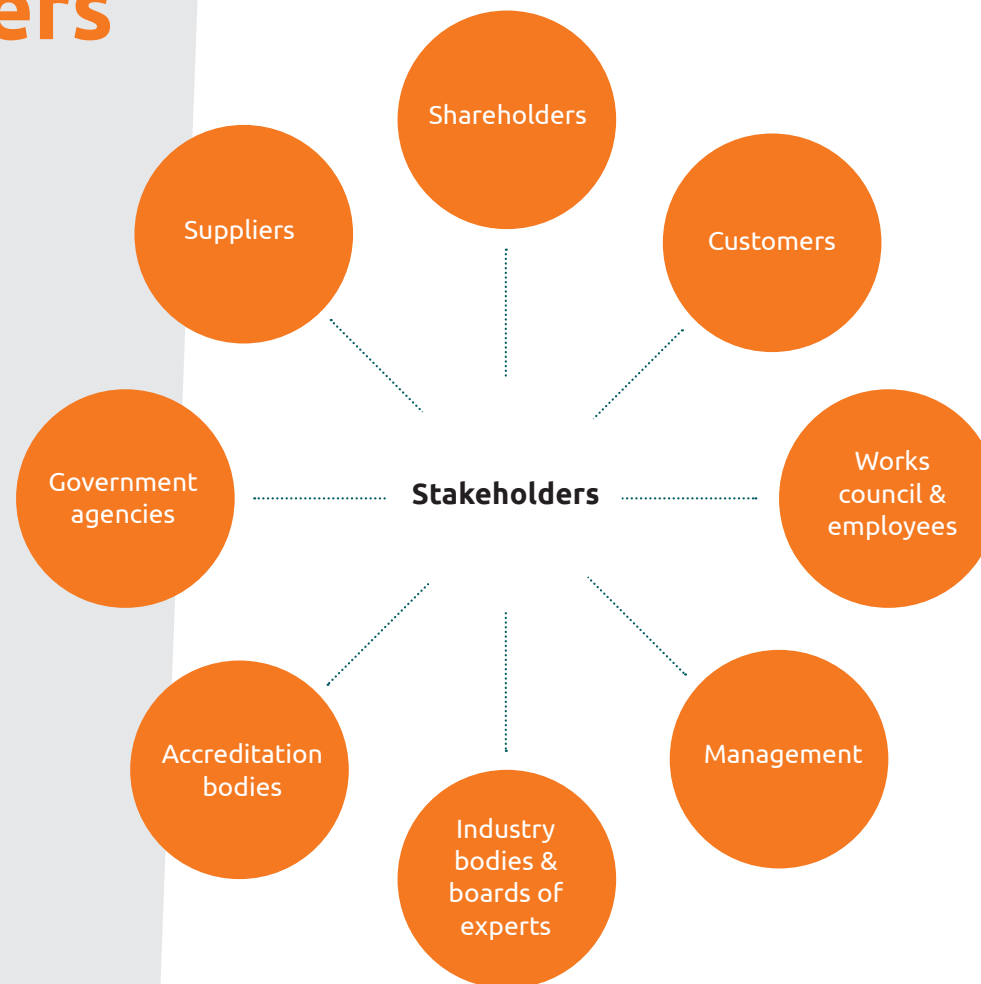 ers
Shareholders
Suppliers
Customers
Government
agencies
Stakeholders
Works
council &
employees
Accreditation
bodies
Management
Industry
bodies &
boards of
experts